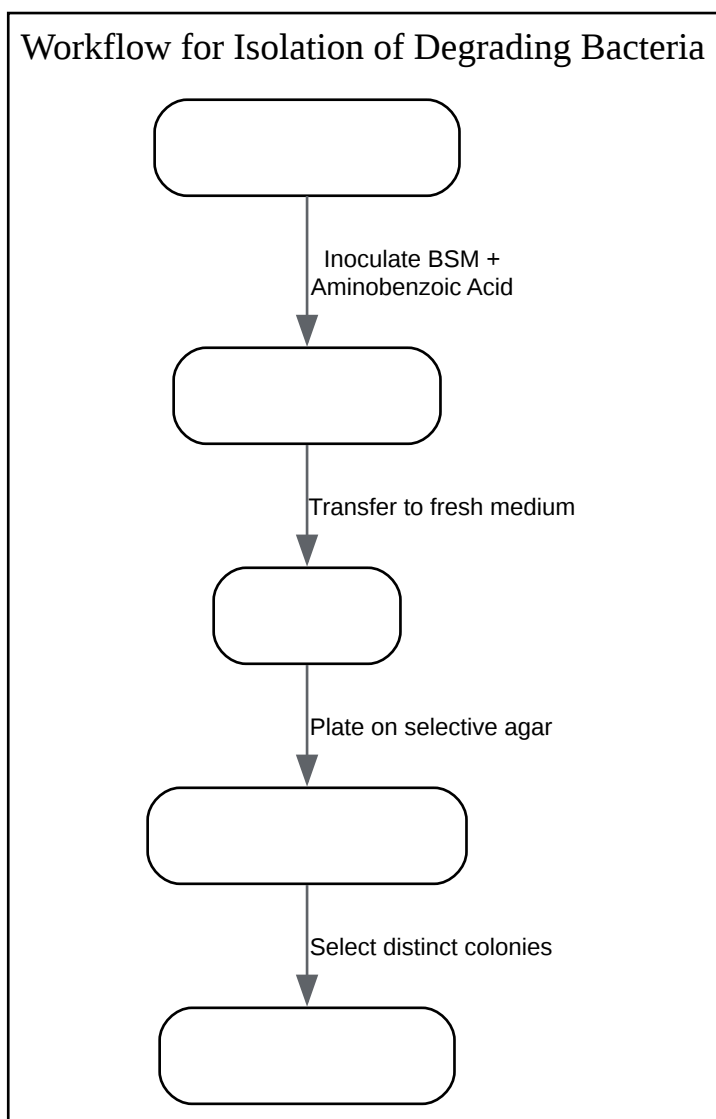 Workflow for Isolation of Degrading Bacteria
Inoculate BSM +
Aminobenzoic Acid
Transfer to fresh medium
Plate on selective agar
Select distinct colonies